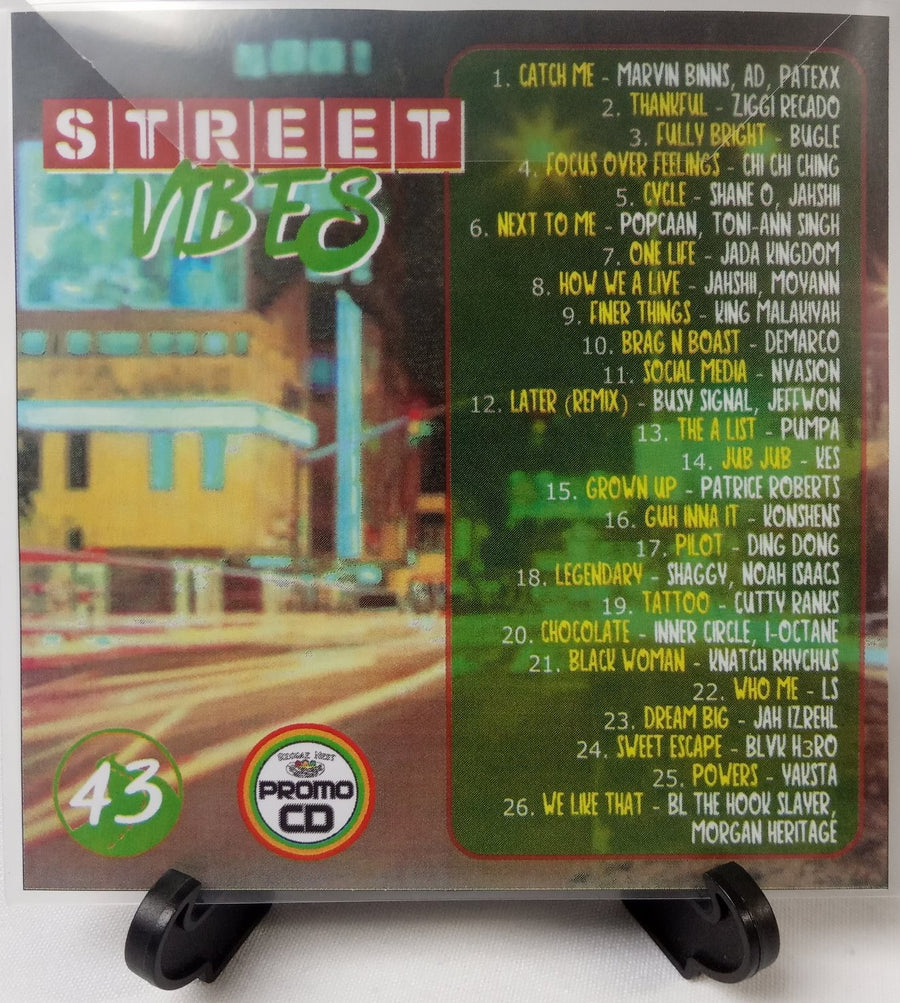 STREET
VIBES
1. CATCH ME - MARVIN BINNS, AD, PATEXX
2. THANKFUL - ZIGGI RECADO
3. FULLY BRIGHT - BUGLE
4. FOCUS OVER FEELINGS - CHI CHI CHING
5. CYCLE - SHANE O, JAHSHII
6. NEXT TO ME - POPCAAN, TONI-ANN SINGH
7. ONE LIFE - JADA KINGDOM
8. HOW WE A LIVE - JAHSHII, MOYANN
9. FINER THINGS - KING MALAKIYAH
10. BRAG N BOAST - DEMARCO
11. SOCIAL MEDIA - NVASION
12. LATER (REMIX) - BUSY SIGNAL, JEFFWON
13. THE A LIST - PUMPA
14. JUB JUB - KES
15. GROWN UP - PATRICE ROBERTS
16. GUH INNA IT - KONSHENS
17. PILOT - DING DONG
18. LEGENDARY - SHAGGY, NOAH ISAACS
19. TATTOO - CUTTY RANKS
20. CHOCOLATE - INNER CIRCLE, I-OCTANE
21. BLACK WOMAN - KNATCH RHYCHUS
22. WHO ME - LS
23. DREAM BIG - JAH IZREHL
24. SWEET ESCAPE - BLVK H3RO
25. POWERS - YAKSTA
26. WE LIKE THAT - BL THE HOOK SLAYER,
MORGAN HERITAGE
43
REGGAE NEST
PROMO
CD